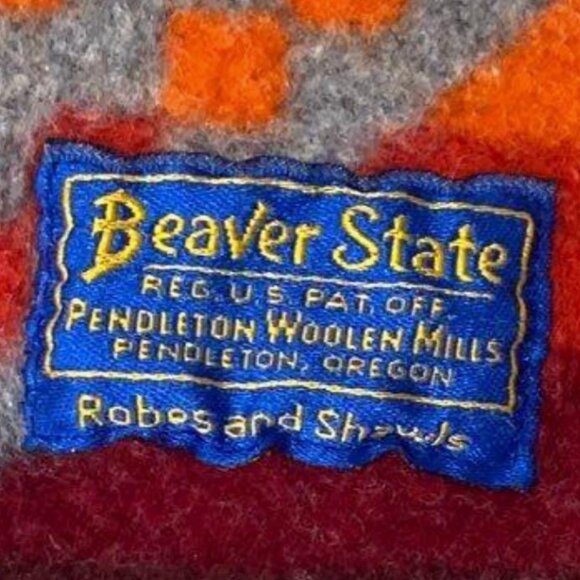 Beaver State
REG. U.S. PAT. OFF.
PENDLETON WOOLEN MILLS
PENDLETON, OREGON
Robes and Shawls